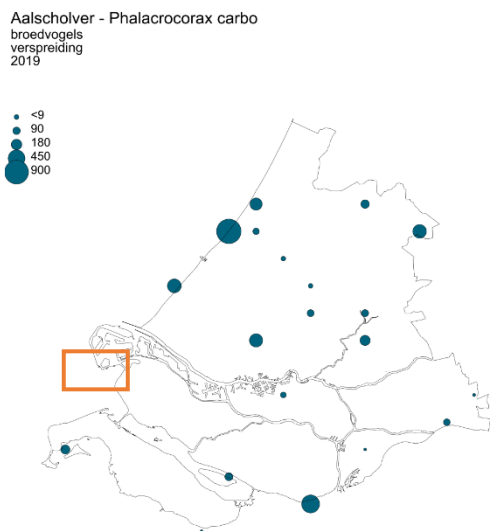 Aalscholver - Phalacrocorax carbo
broedvogels
verspreiding
2019
<9
90
180
450
900